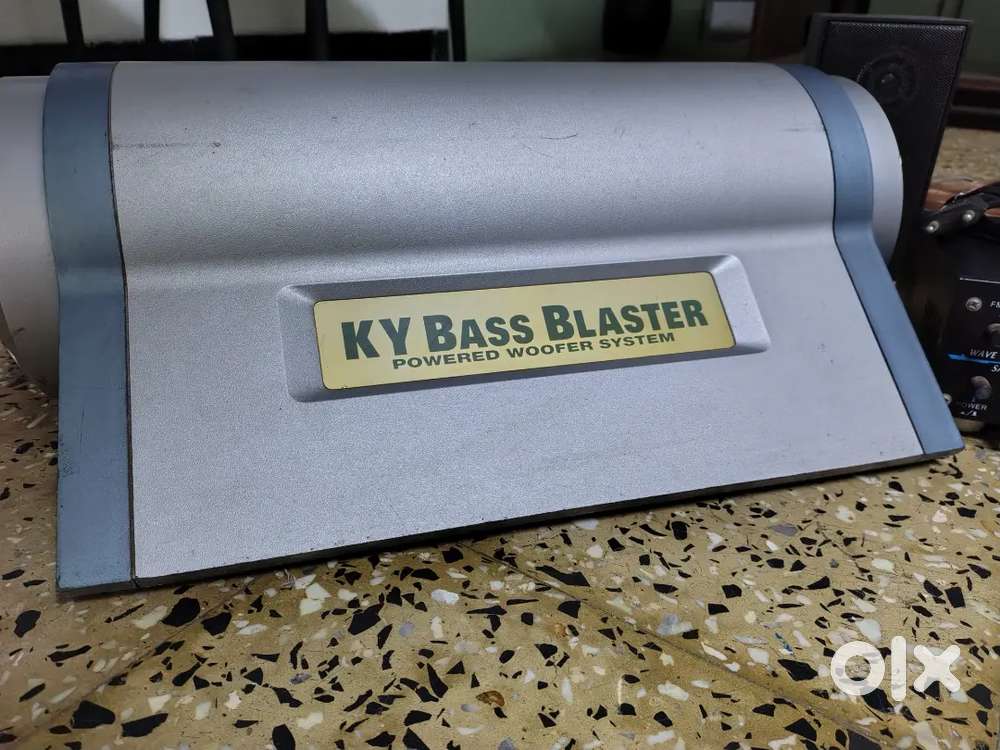 KY BASS BLASTER
POWERED WOOFER SYSTEM
WAVE
POWER
olx